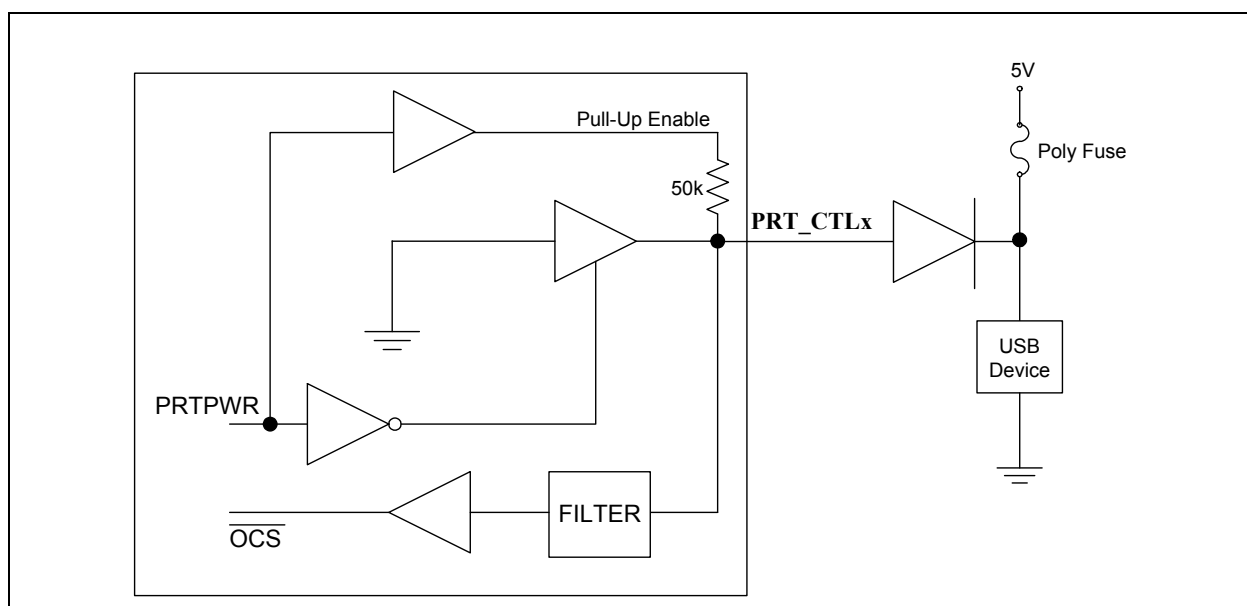 5V
Poly Fuse
Pull-Up Enable
50k
PRT_CTLx
USB
Device
PRTPWR
FILTER
OCS